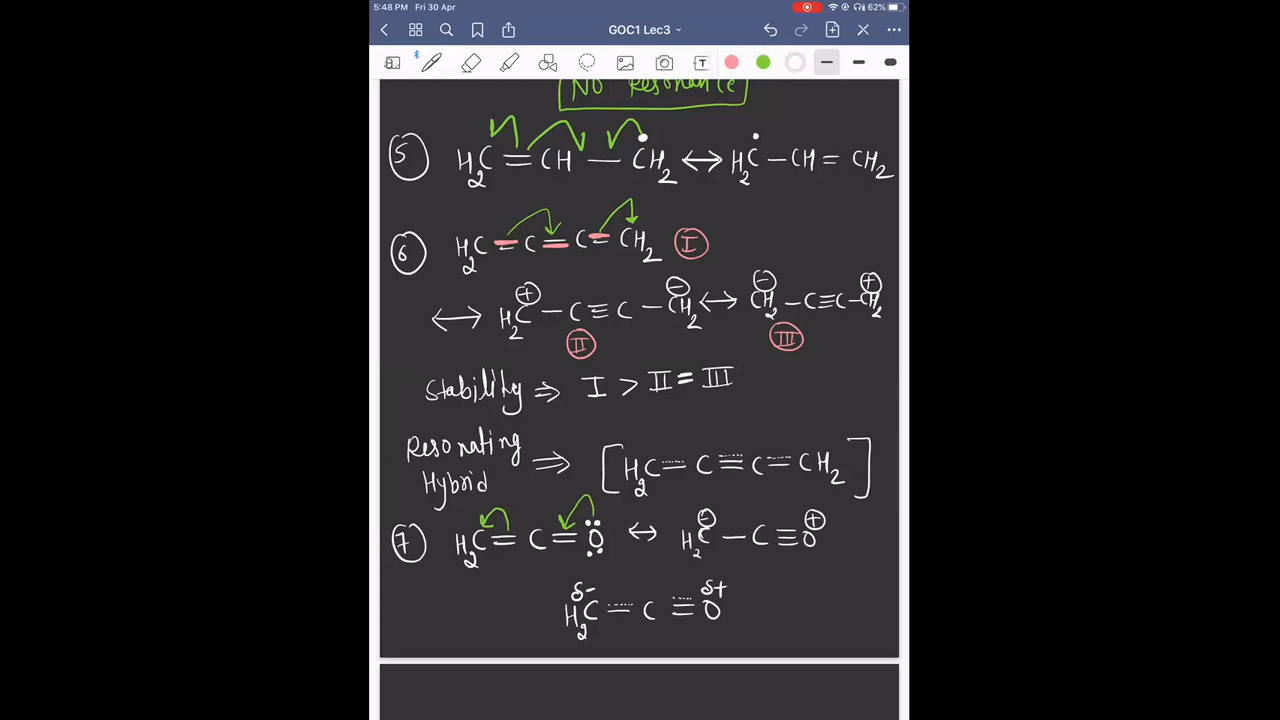 5:48 PM Fri 30 Apr 62%
GOC1 Lec3
T
No Resonance
5 H2C = CH — CH2 ↔ H2C — CH = CH2
6 H2C = C = C = CH2 I
↔ H2C⊕ — C ≡ C — CH2⊖ ↔ CH2⊖ — C ≡ C — CH2⊕
II III
Stability ⇒ I > II = III
Resonating
Hybrid ⇒ [H2C = C ≡ C = CH2]
7 H2C = C = O ↔ H2C⊖ — C ≡ O⊕
δ- δ+
H2C = C ≡ O